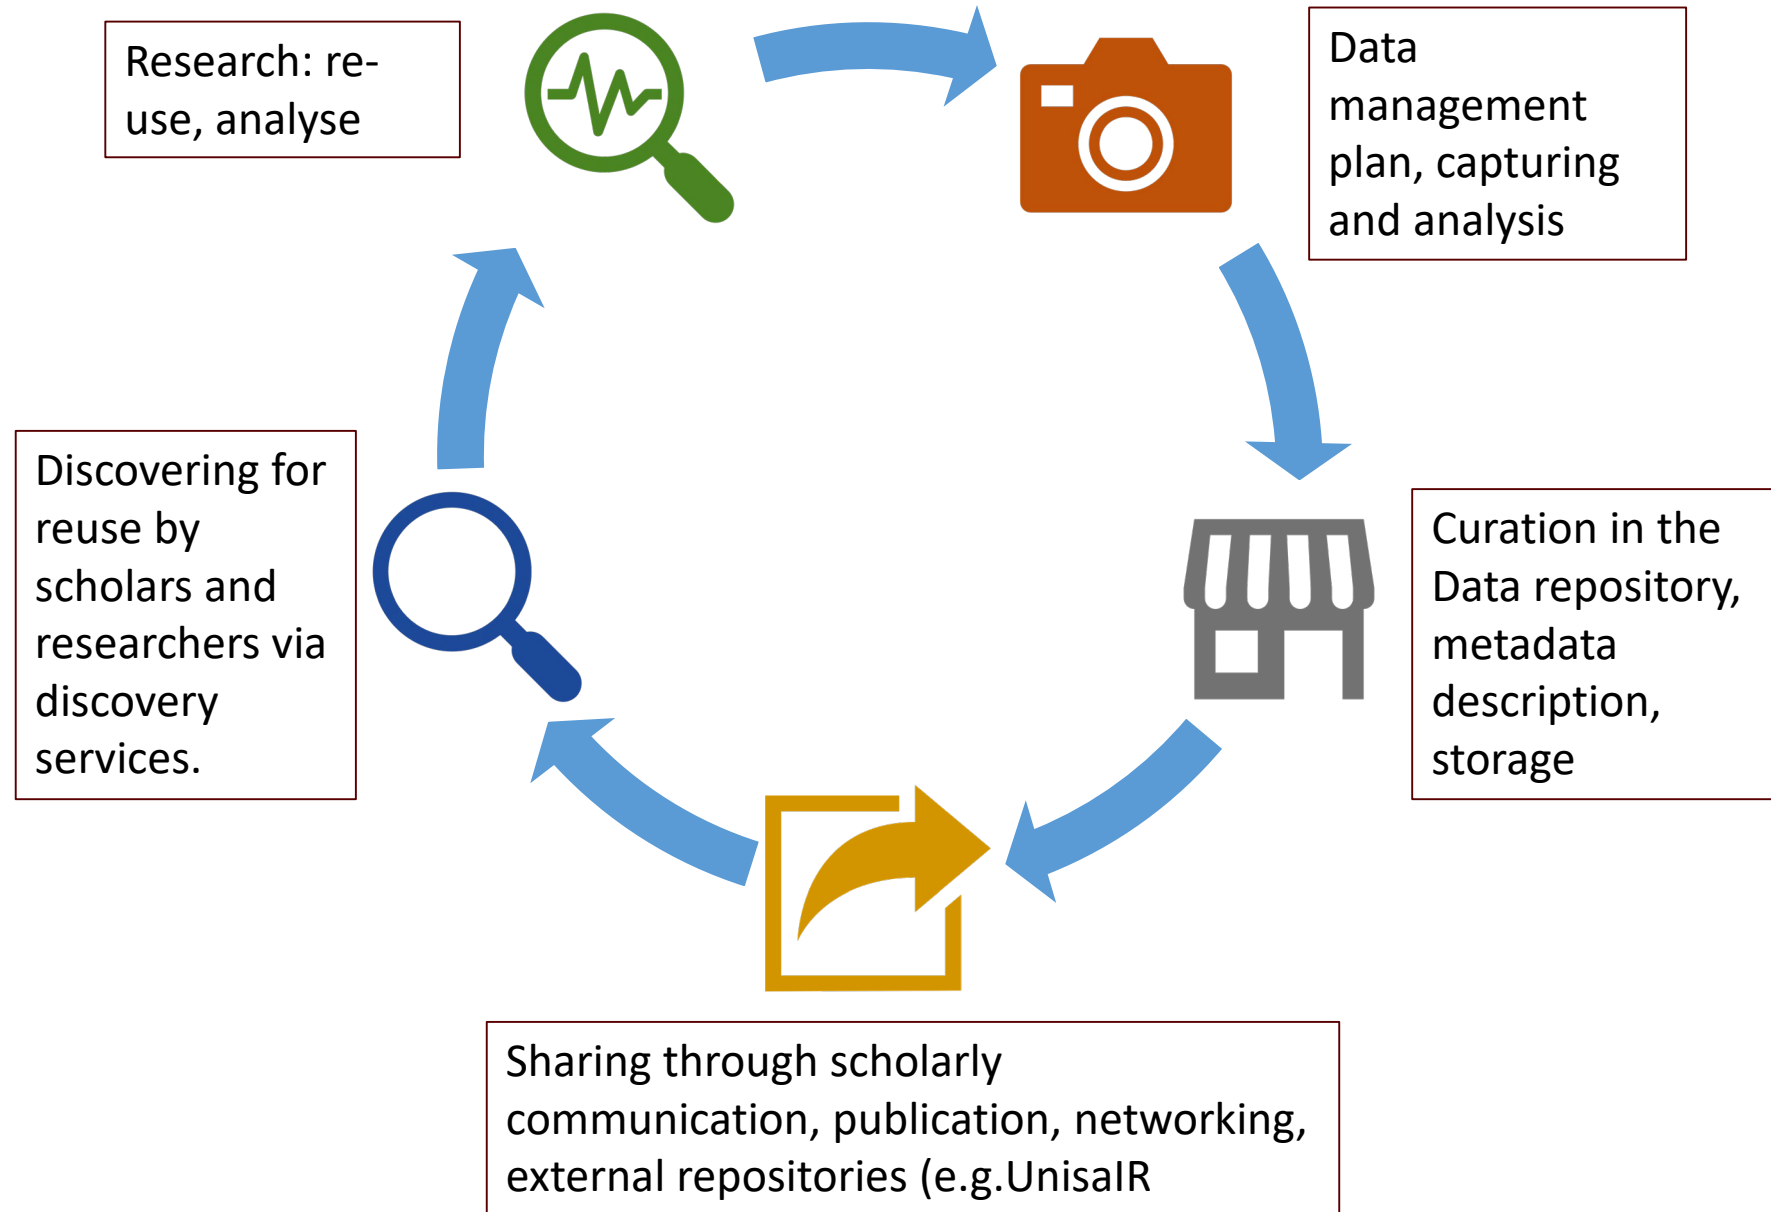 Research: re-
use, analyse
Data
management
plan, capturing
and analysis
Discovering for
reuse by
scholars and
researchers via
discovery
services.
Curation in the
Data repository,
metadata
description,
storage
Sharing through scholarly
communication, publication, networking,
external repositories (e.g.UnisaIR